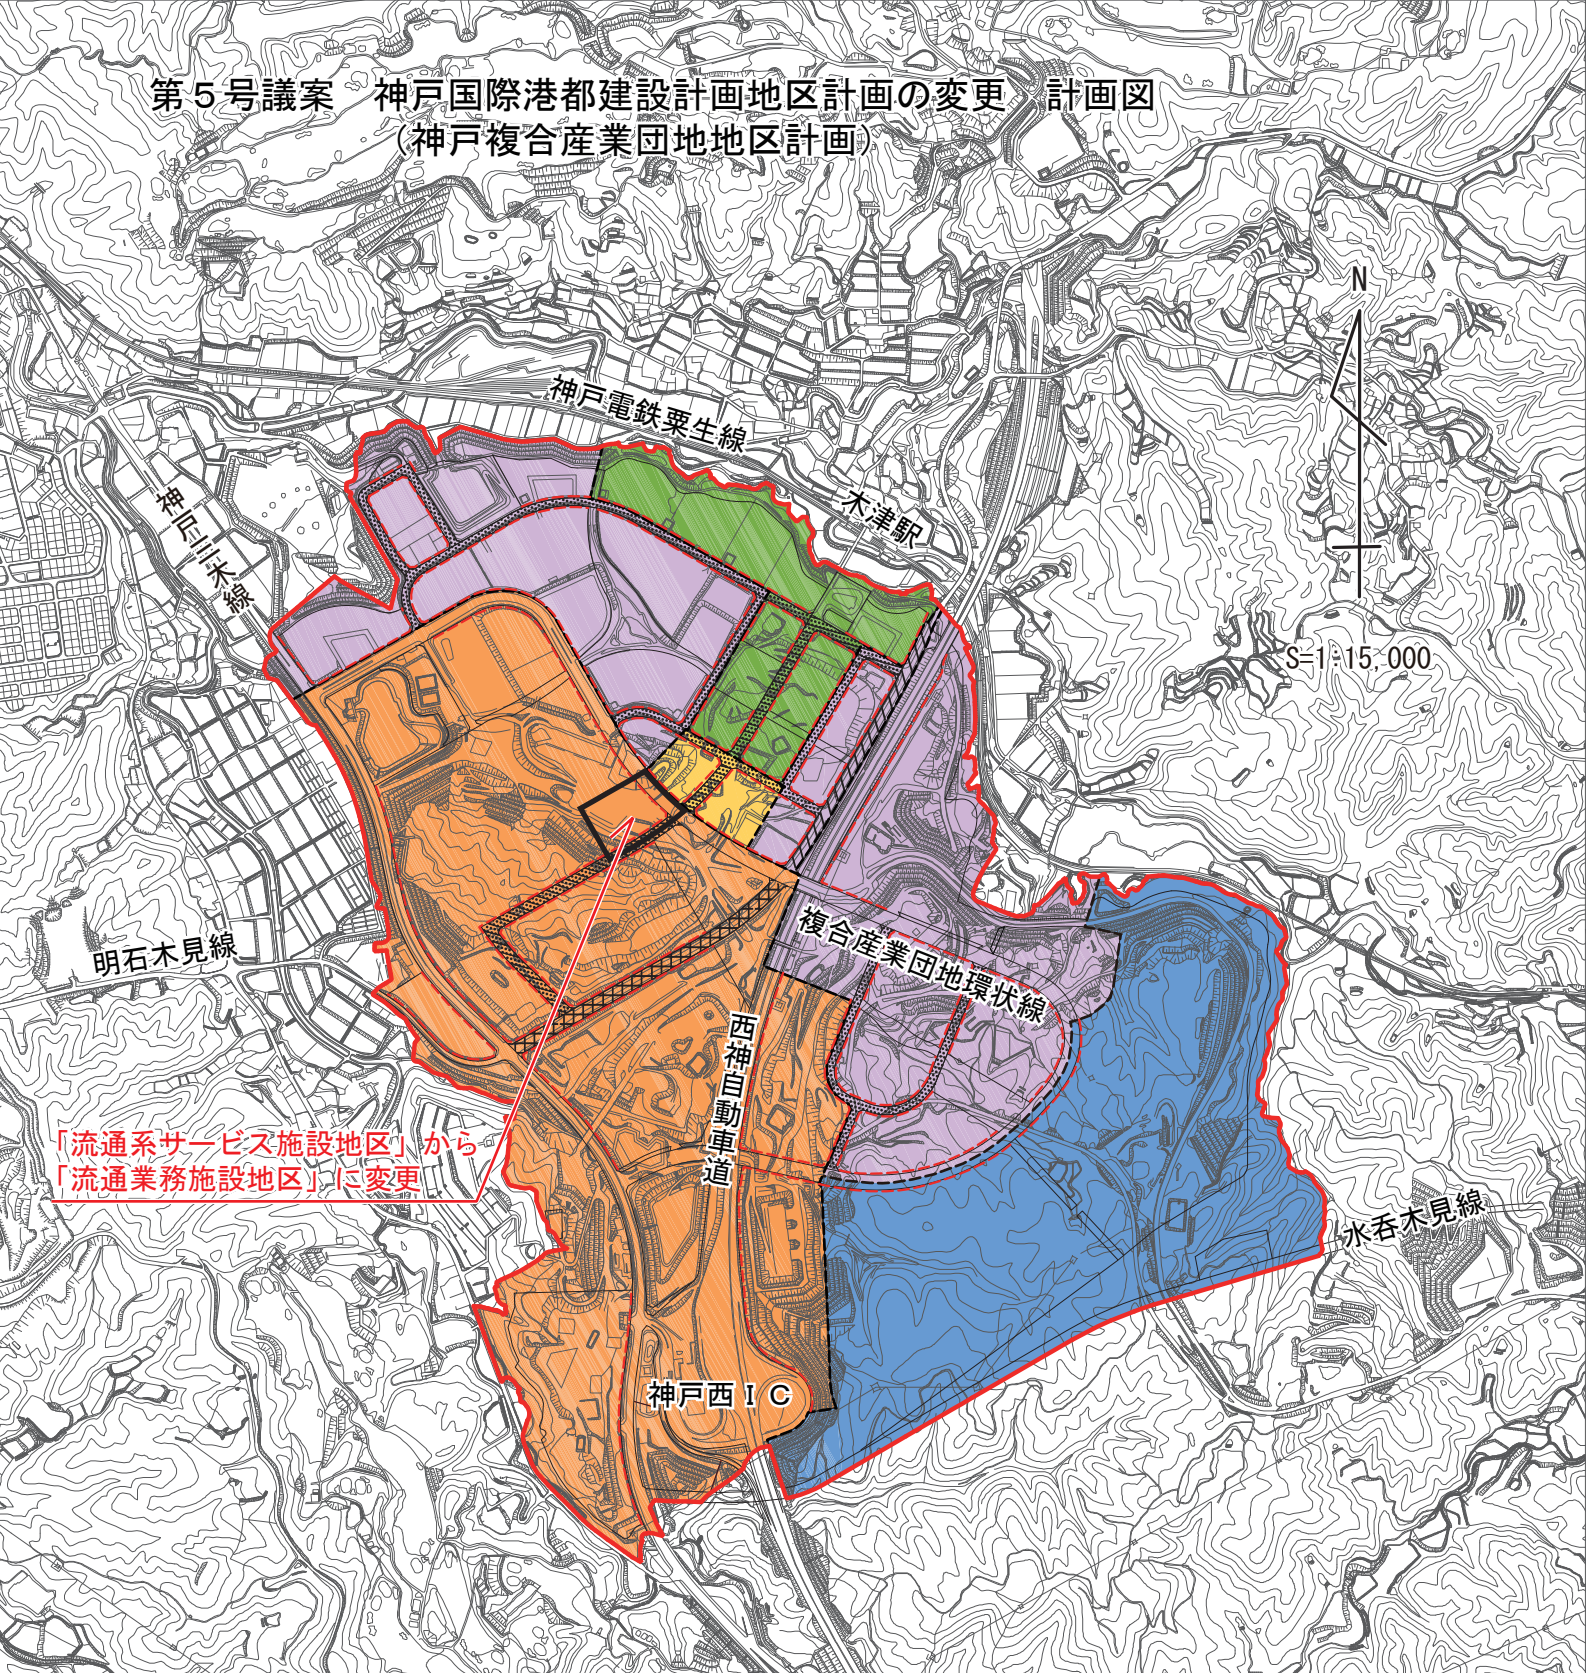 第５号議案　神戸国際港都建設計画地区計画の変更　計画図
（神戸複合産業団地地区計画）
N
神戸電鉄粟生線
木津駅
神戸三木線
S=1:15,000
複合産業団地環状線
明石木見線
西神自動車道
「流通系サービス施設地区」から
「流通業務施設地区」に変更
水呑木見線
神戸西ＩＣ